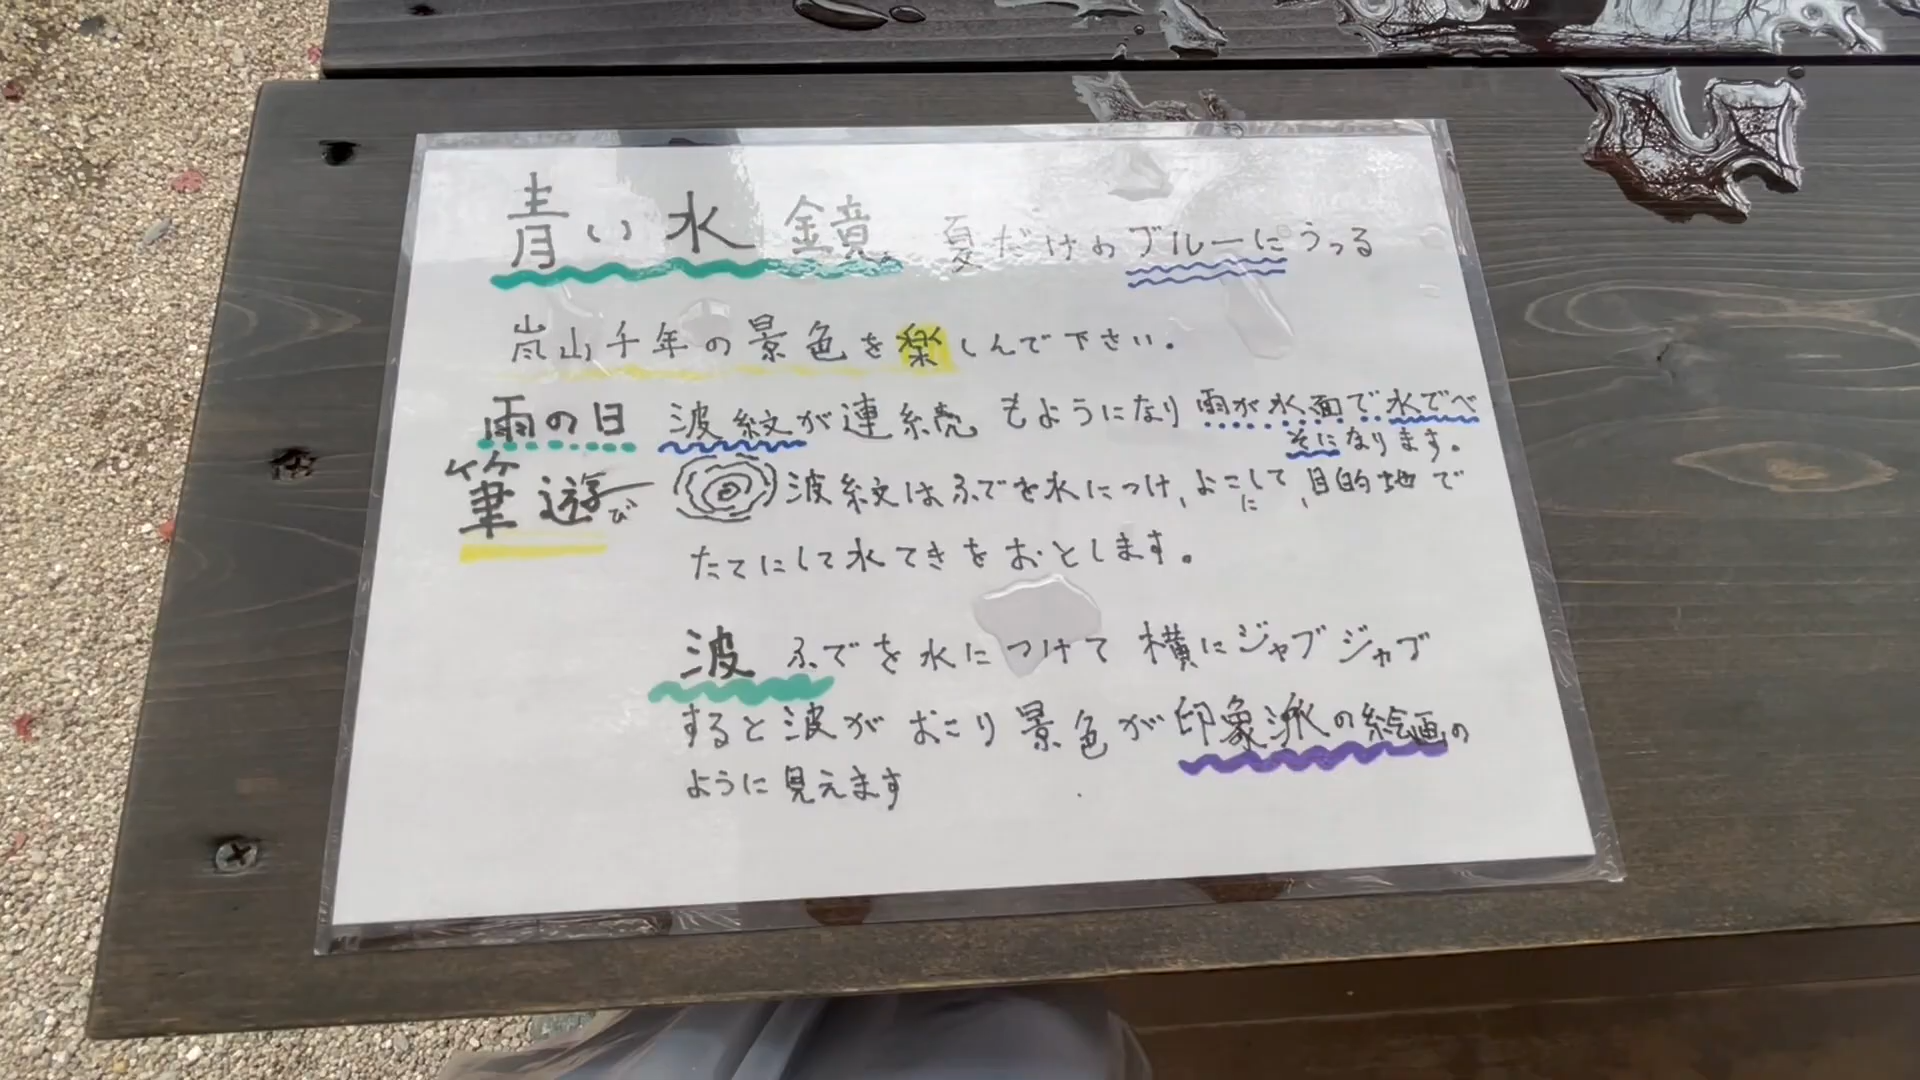 青い水鏡。 夏だけのブルーにうつる
嵐山千年の景色を楽しんで下さい。
雨の日 波紋が連続もようになり 雨が水面で水でべ
そになります。
筆遊び 波紋はふでを水につけ、よこにして、目的地で
たてにして水てきをおとします。
波 ふでを水につけて 横にジャブジャブ
すると波がおこり景色が印象派の絵画の
ように見えます